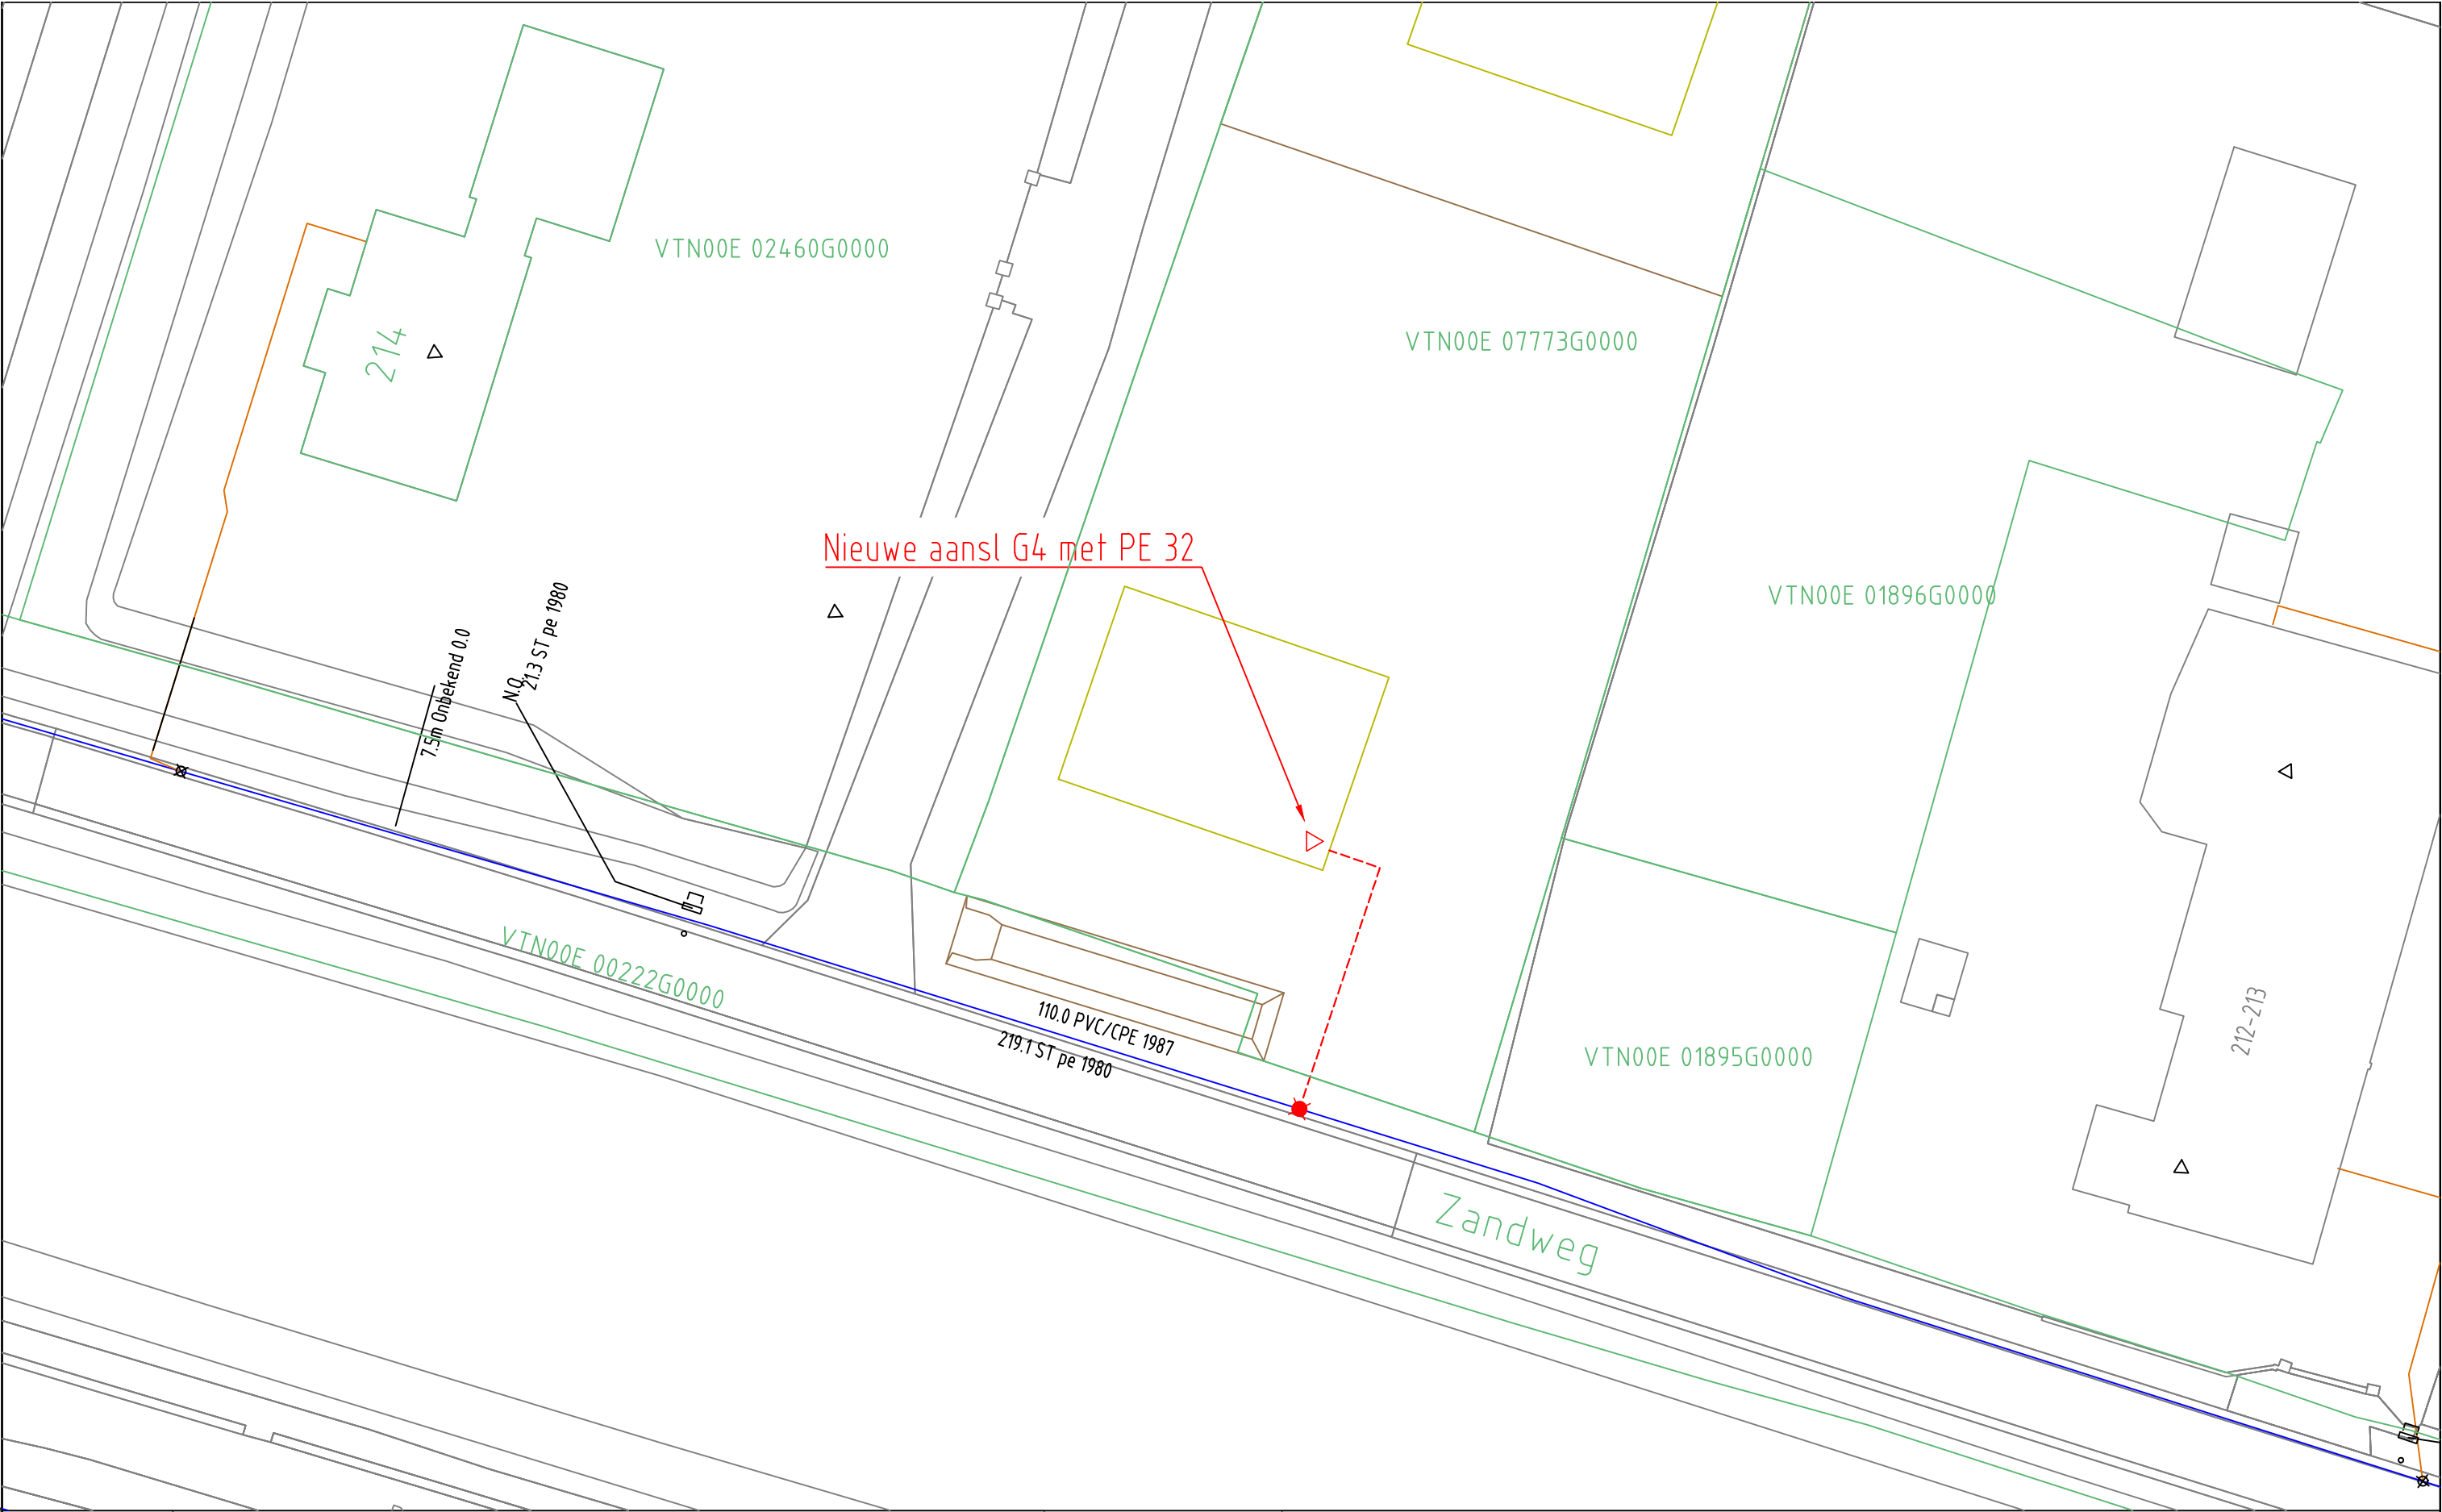 VTN00E 02460G0000
214
VTN00E 07773G0000
Nieuwe aansl G4 met PE 32
VTN00E 01896G0000
N.O.
21.3 ST pe 1980
7.5m Onbekend 0.0
VTN00E 00222G0000
110.0 PVC/CPE 1987
219.1 ST pe 1980
VTN00E 01895G0000
212-213
Zandweg